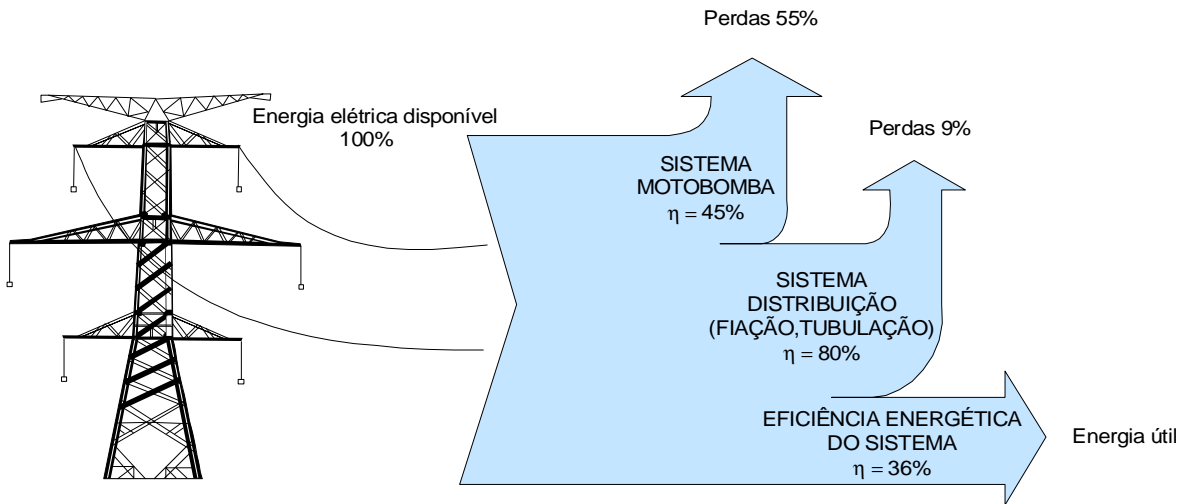 Perdas 55%
Energia elétrica disponível
100%
Perdas 9%
SISTEMA
MOTOBOMBA
η = 45%
SISTEMA
DISTRIBUIÇÃO
(FIAÇÃO,TUBULAÇÃO)
η = 80%
EFICIÊNCIA ENERGÉTICA
DO SISTEMA
η = 36%
Energia útil